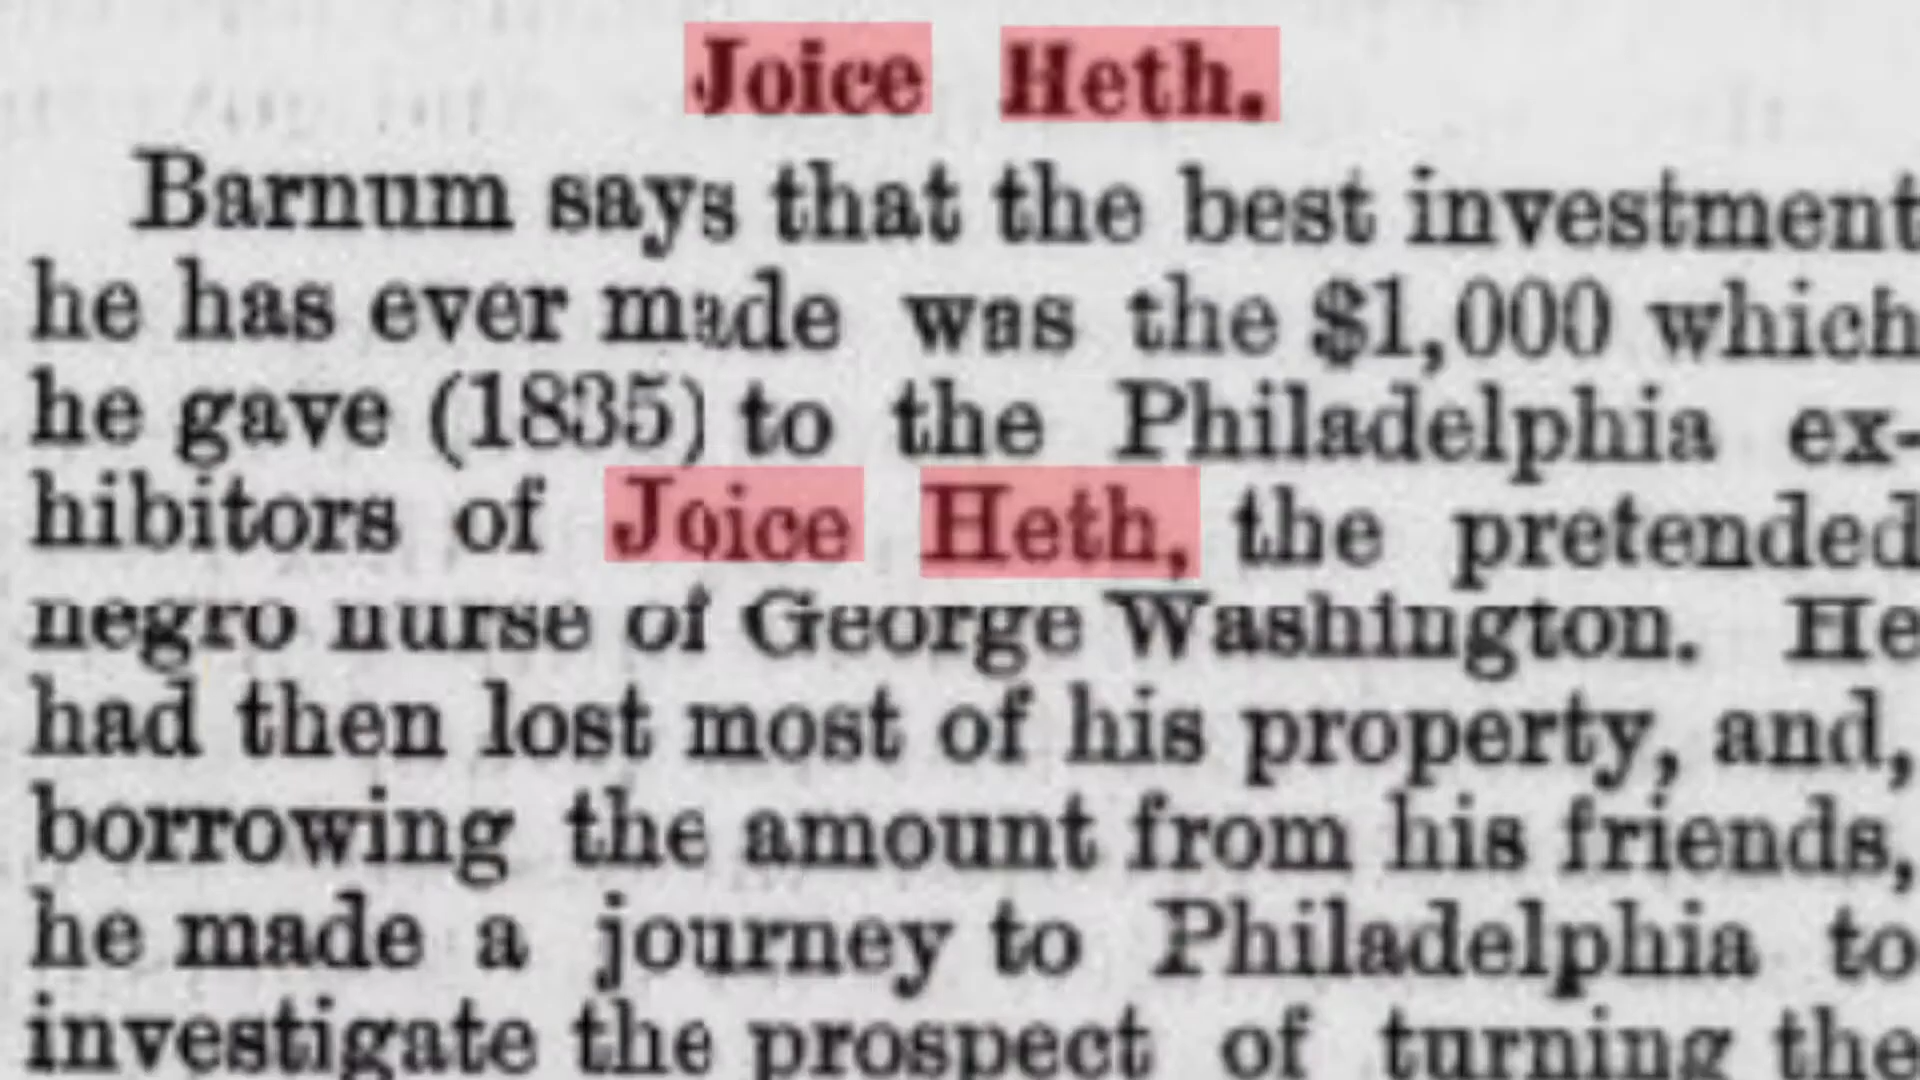 Joice Heth.
Barnum says that the best investment
he has ever made was the $1,000 which
he gave (1835) to the Philadelphia ex-
hibitors of Joice Heth, the pretended
negro nurse of George Washington. He
had then lost most of his property, and,
borrowing the amount from his friends,
he made a journey to Philadelphia to
investigate the prospect of turning the